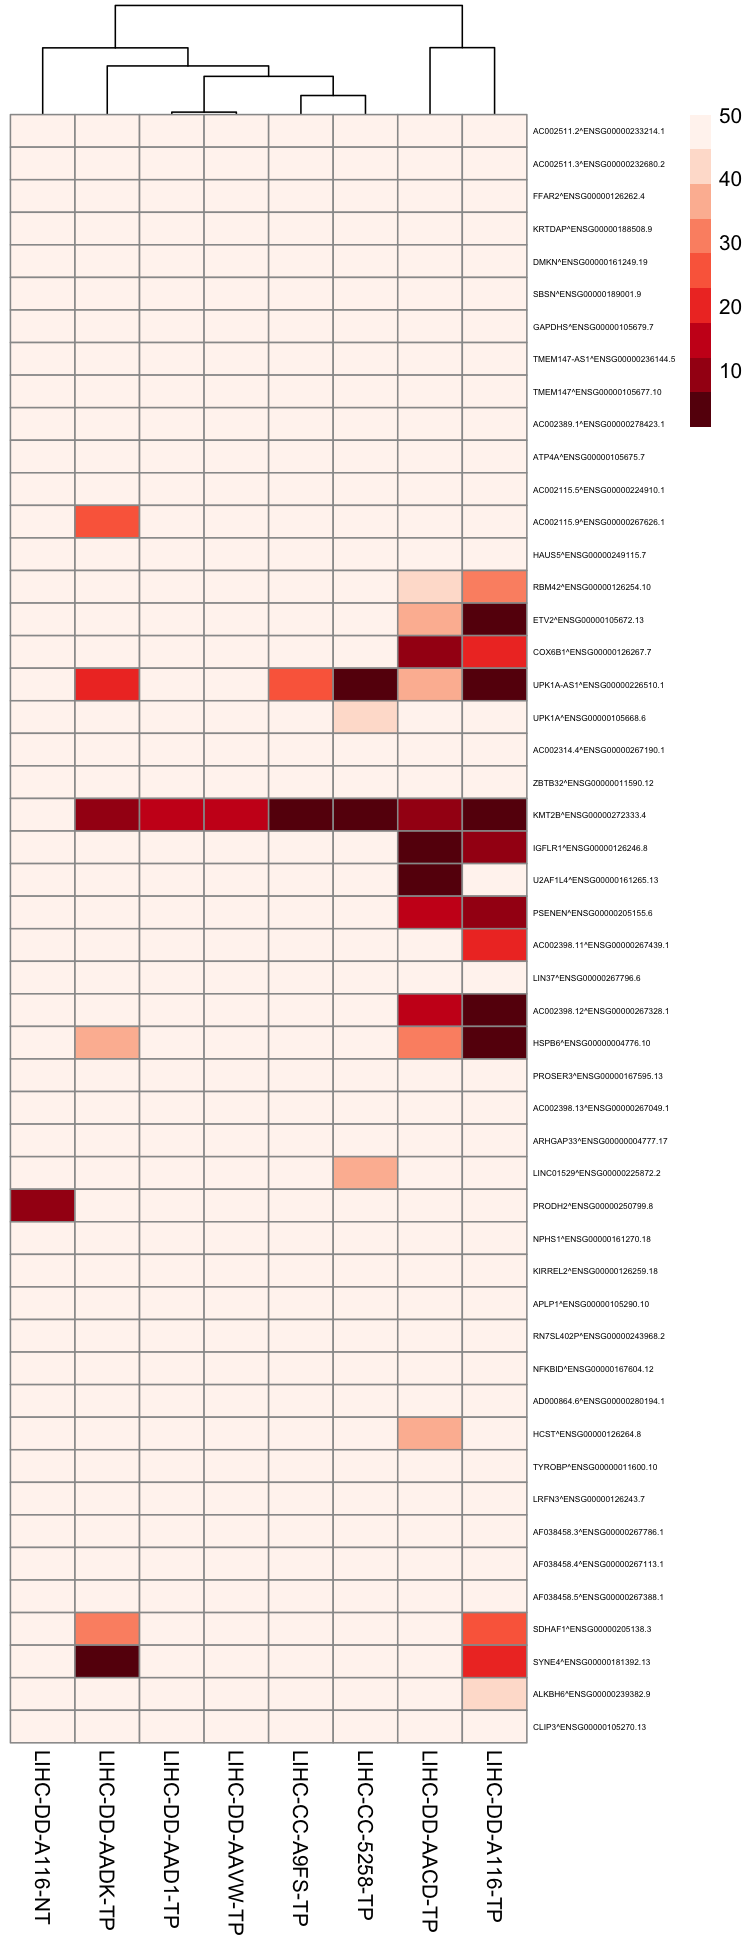 50
40
30
20
10
AC002511.2^ENSG00000233214.1
AC002511.3^ENSG00000232680.2
FFAR2^ENSG00000126262.4
KRTDAP^ENSG00000188508.9
DMKN^ENSG00000161249.19
SBSN^ENSG00000189001.9
GAPDHS^ENSG00000105679.7
TMEM147-AS1^ENSG00000236144.5
TMEM147^ENSG00000105677.10
AC002389.1^ENSG00000278423.1
ATP4A^ENSG00000105675.7
AC002115.5^ENSG00000224910.1
AC002115.9^ENSG00000267626.1
HAUS5^ENSG00000249115.7
RBM42^ENSG00000126254.10
ETV2^ENSG00000105672.13
COX6B1^ENSG00000126267.7
UPK1A-AS1^ENSG00000226510.1
UPK1A^ENSG00000105668.6
AC002314.4^ENSG00000267190.1
ZBTB32^ENSG00000011590.12
KMT2B^ENSG00000272333.4
IGFLR1^ENSG00000126246.8
U2AF1L4^ENSG00000161265.13
PSENEN^ENSG00000205155.6
AC002398.11^ENSG00000267439.1
LIN37^ENSG00000267796.6
AC002398.12^ENSG00000267328.1
HSPB6^ENSG00000004776.10
PROSER3^ENSG00000167595.13
AC002398.13^ENSG00000267049.1
ARHGAP33^ENSG00000004777.17
LINC01529^ENSG00000225872.2
PRODH2^ENSG00000250799.8
NPHS1^ENSG00000161270.18
KIRREL2^ENSG00000126259.18
APLP1^ENSG00000105290.10
RN7SL402P^ENSG00000243968.2
NFKBID^ENSG00000167604.12
AD000864.6^ENSG00000280194.1
HCST^ENSG00000126264.8
TYROBP^ENSG00000011600.10
LRFN3^ENSG00000126243.7
AF038458.3^ENSG00000267786.1
AF038458.4^ENSG00000267113.1
AF038458.5^ENSG00000267388.1
SDHAF1^ENSG00000205138.3
SYNE4^ENSG00000181392.13
ALKBH6^ENSG00000239382.9
CLIP3^ENSG00000105270.13
LIHC-DD-A116-NT
LIHC-DD-AADK-TP
LIHC-DD-AAD1-TP
LIHC-DD-AAVW-TP
LIHC-CC-A9FS-TP
LIHC-CC-5258-TP
LIHC-DD-AACD-TP
LIHC-DD-A116-TP